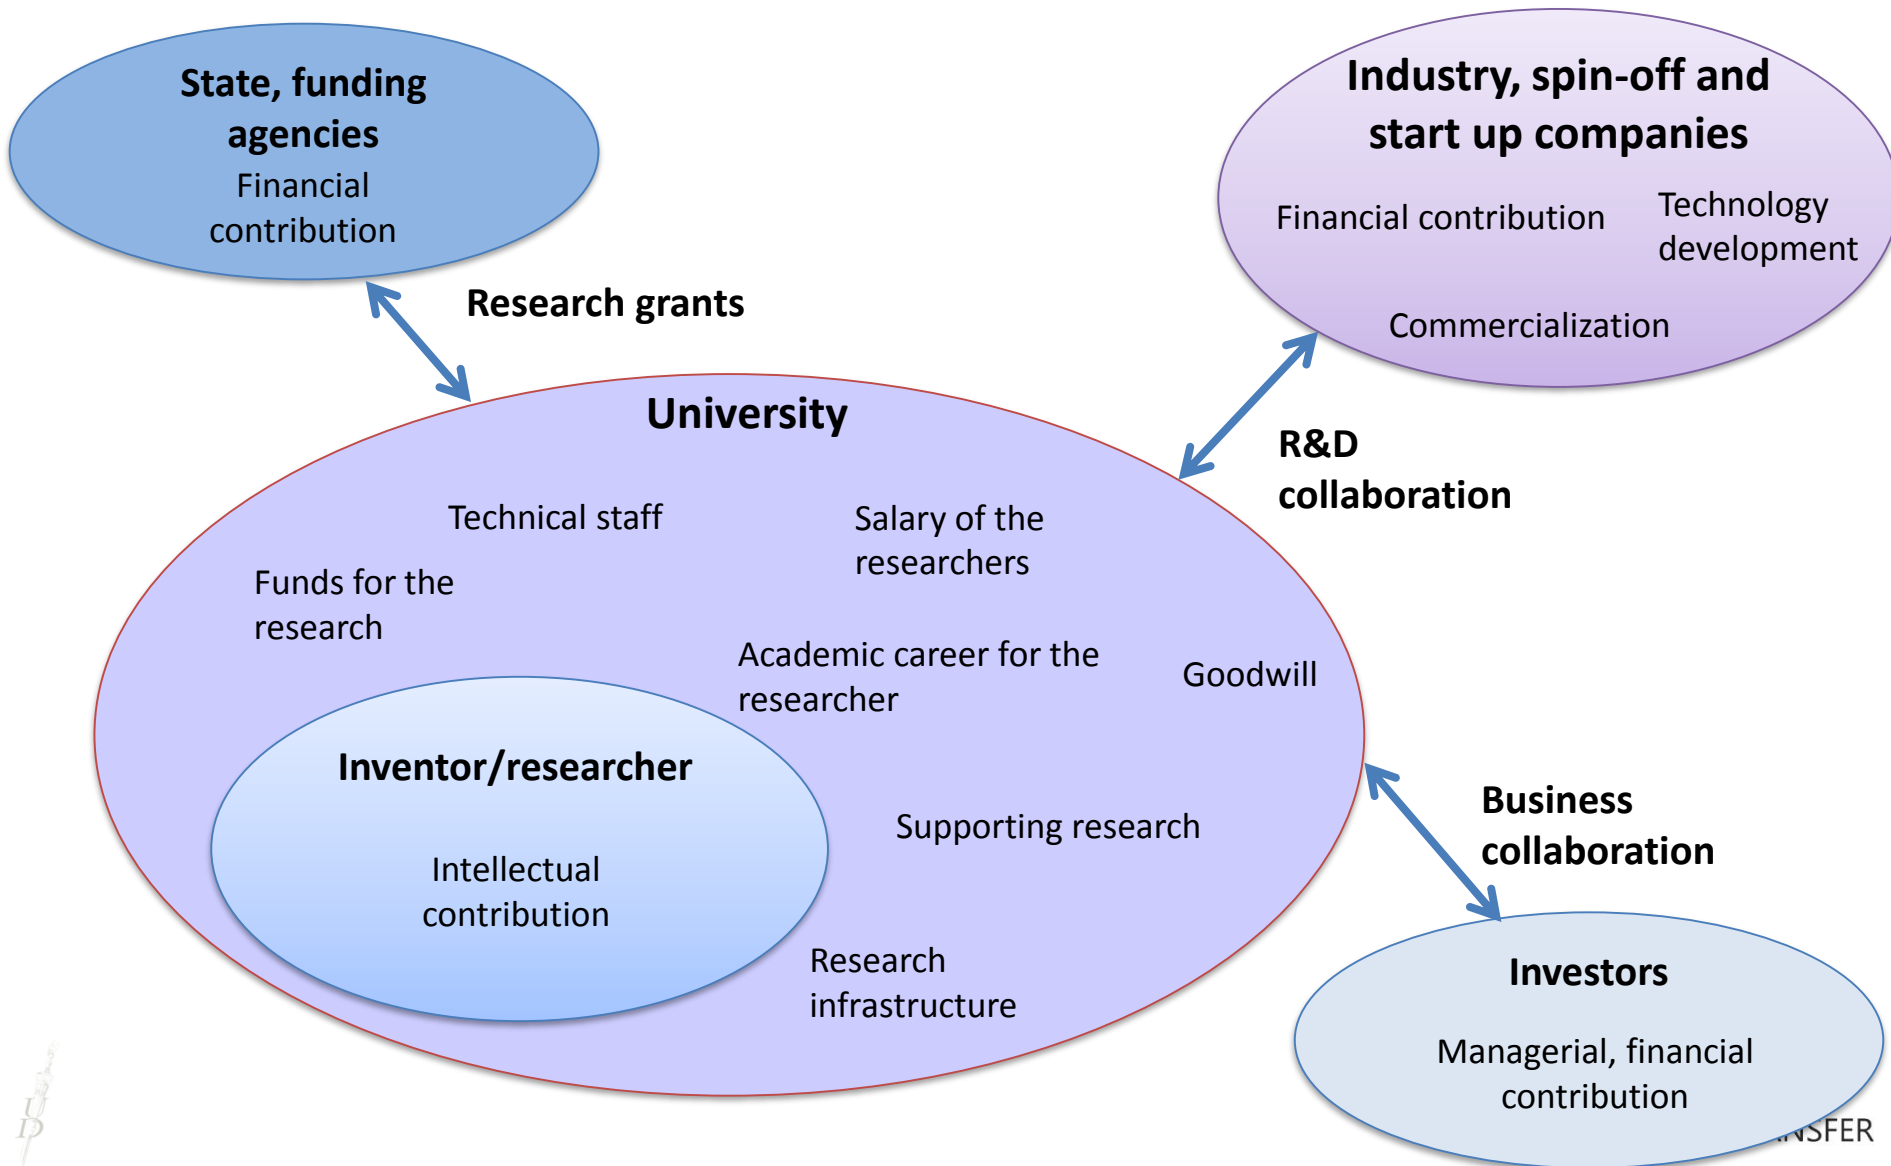 State, funding
agencies
Financial
contribution
Industry, spin-off and
start up companies
Financial contribution
Technology
development
Commercialization
Research grants
R&D
collaboration
University
Technical staff
Salary of the
researchers
Funds for the
research
Academic career for the
researcher
Goodwill
Inventor/researcher
Intellectual
contribution
Supporting research
Research
infrastructure
Business
collaboration
Investors
Managerial, financial
contribution
U
D